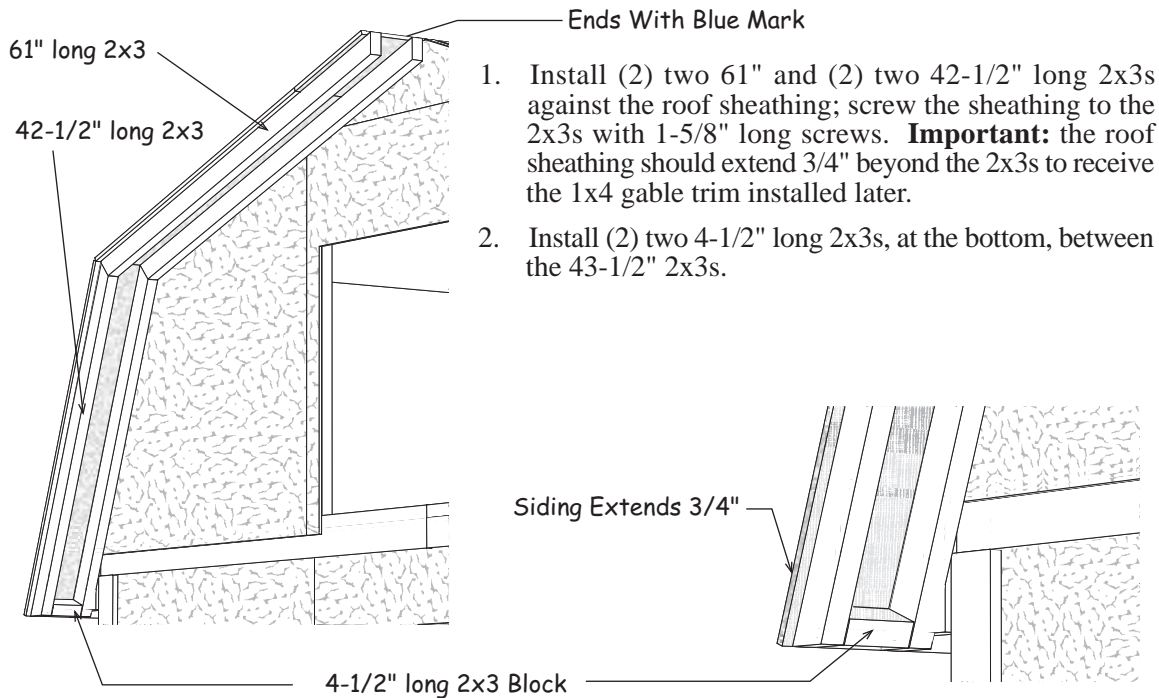 Ends With Blue Mark
61" long 2x3
42-1/2" long 2x3
1. Install (2) two 61" and (2) two 42-1/2" long 2x3s
against the roof sheathing; screw the sheathing to the
2x3s with 1-5/8" long screws. Important: the roof
sheathing should extend 3/4" beyond the 2x3s to receive
the 1x4 gable trim installed later.
2. Install (2) two 4-1/2" long 2x3s, at the bottom, between
the 43-1/2" 2x3s.
Siding Extends 3/4"
4-1/2" long 2x3 Block